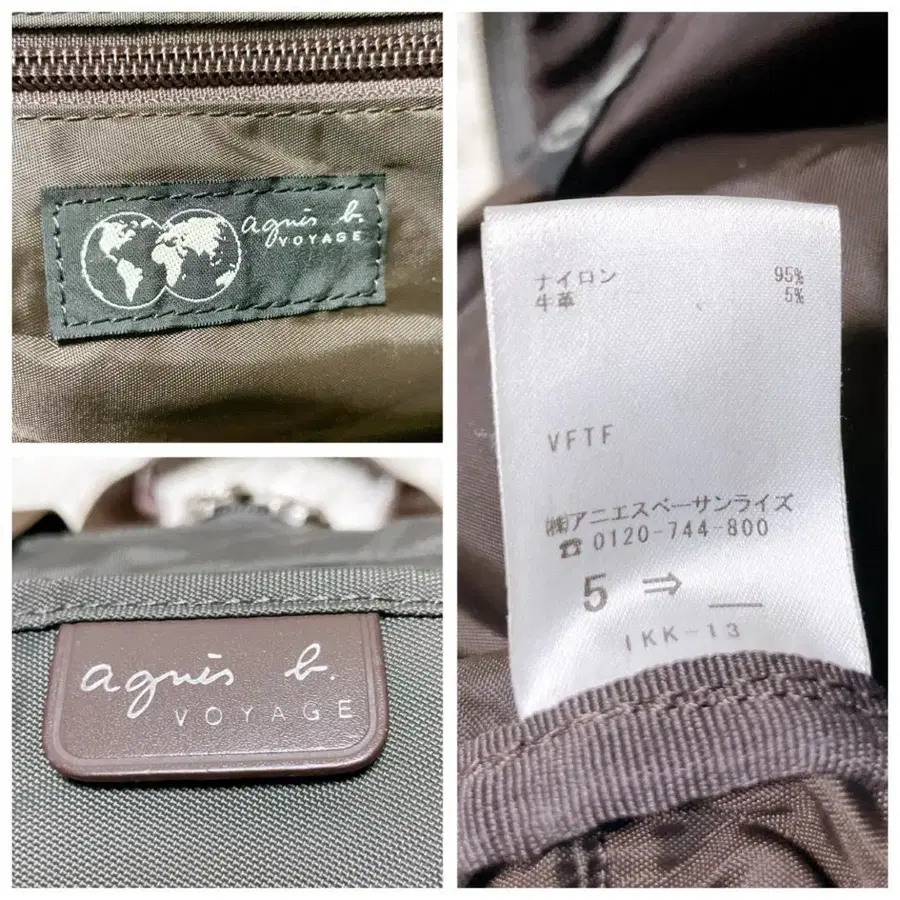 agnès b.
VOYAGE
ナイロン 95%
牛革 5%
VFTF
㈱アニエスベーサンライズ
☎ 0120-744-800
5 ⇒ __
IKK-13
agnès b.
VOYAGE